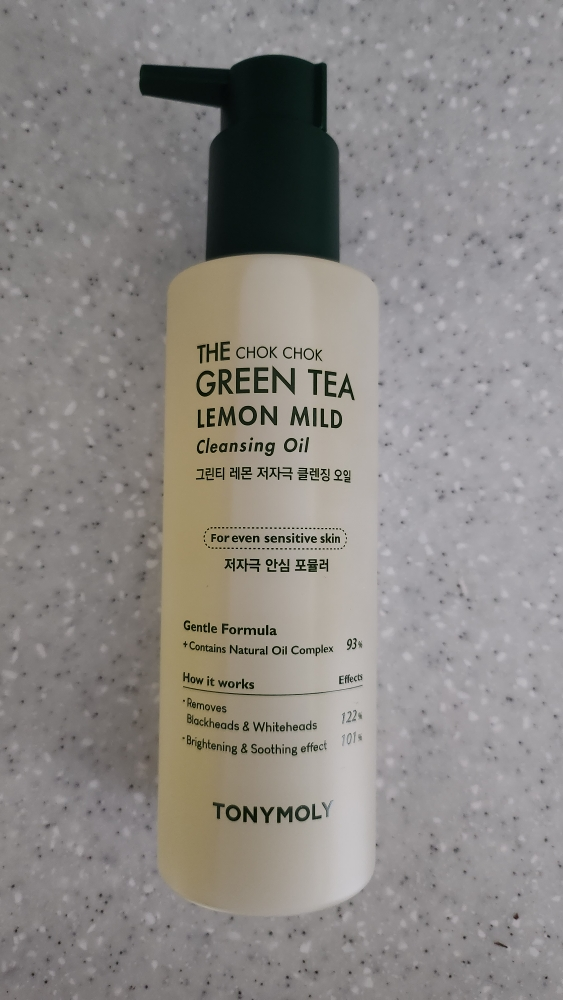 THE CHOK CHOK
GREEN TEA
LEMON MILD
Cleansing Oil
그린티 레몬 저자극 클렌징 오일
For even sensitive skin
저자극 안심 포뮬러
Gentle Formula
+Contains Natural Oil Complex 93%
How it works Effects
·Removes
Blackheads & Whiteheads 122%
·Brightening & Soothing effect 101%
TONYMOLY